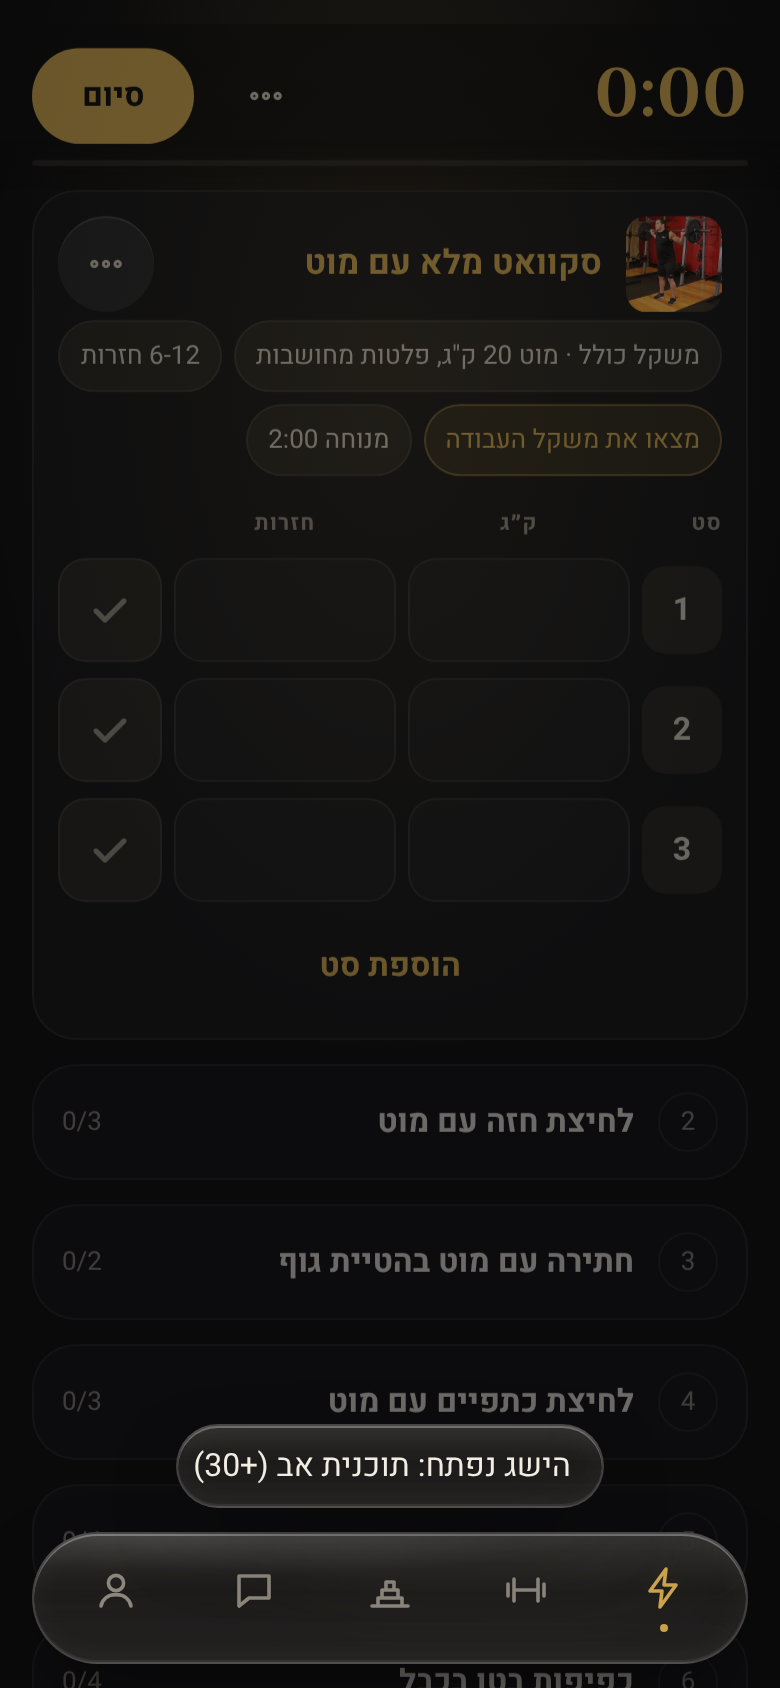 0:00
סיום
סקוואט מלא עם מוט
משקל כולל · מוט 20 ק"ג, פלטות מחושבות
6-12 חזרות
מצאו את משקל העבודה
מנוחה 2:00
סט ק״ג חזרות
1
2
3
הוספת סט
2 לחיצת חזה עם מוט 0/3
3 חתירה עם מוט בהטיית גוף 0/2
4 לחיצת כתפיים עם מוט 0/3
הישג נפתח: תוכנית אב (+30)
6 כפיפות בטן בכבל 0/4